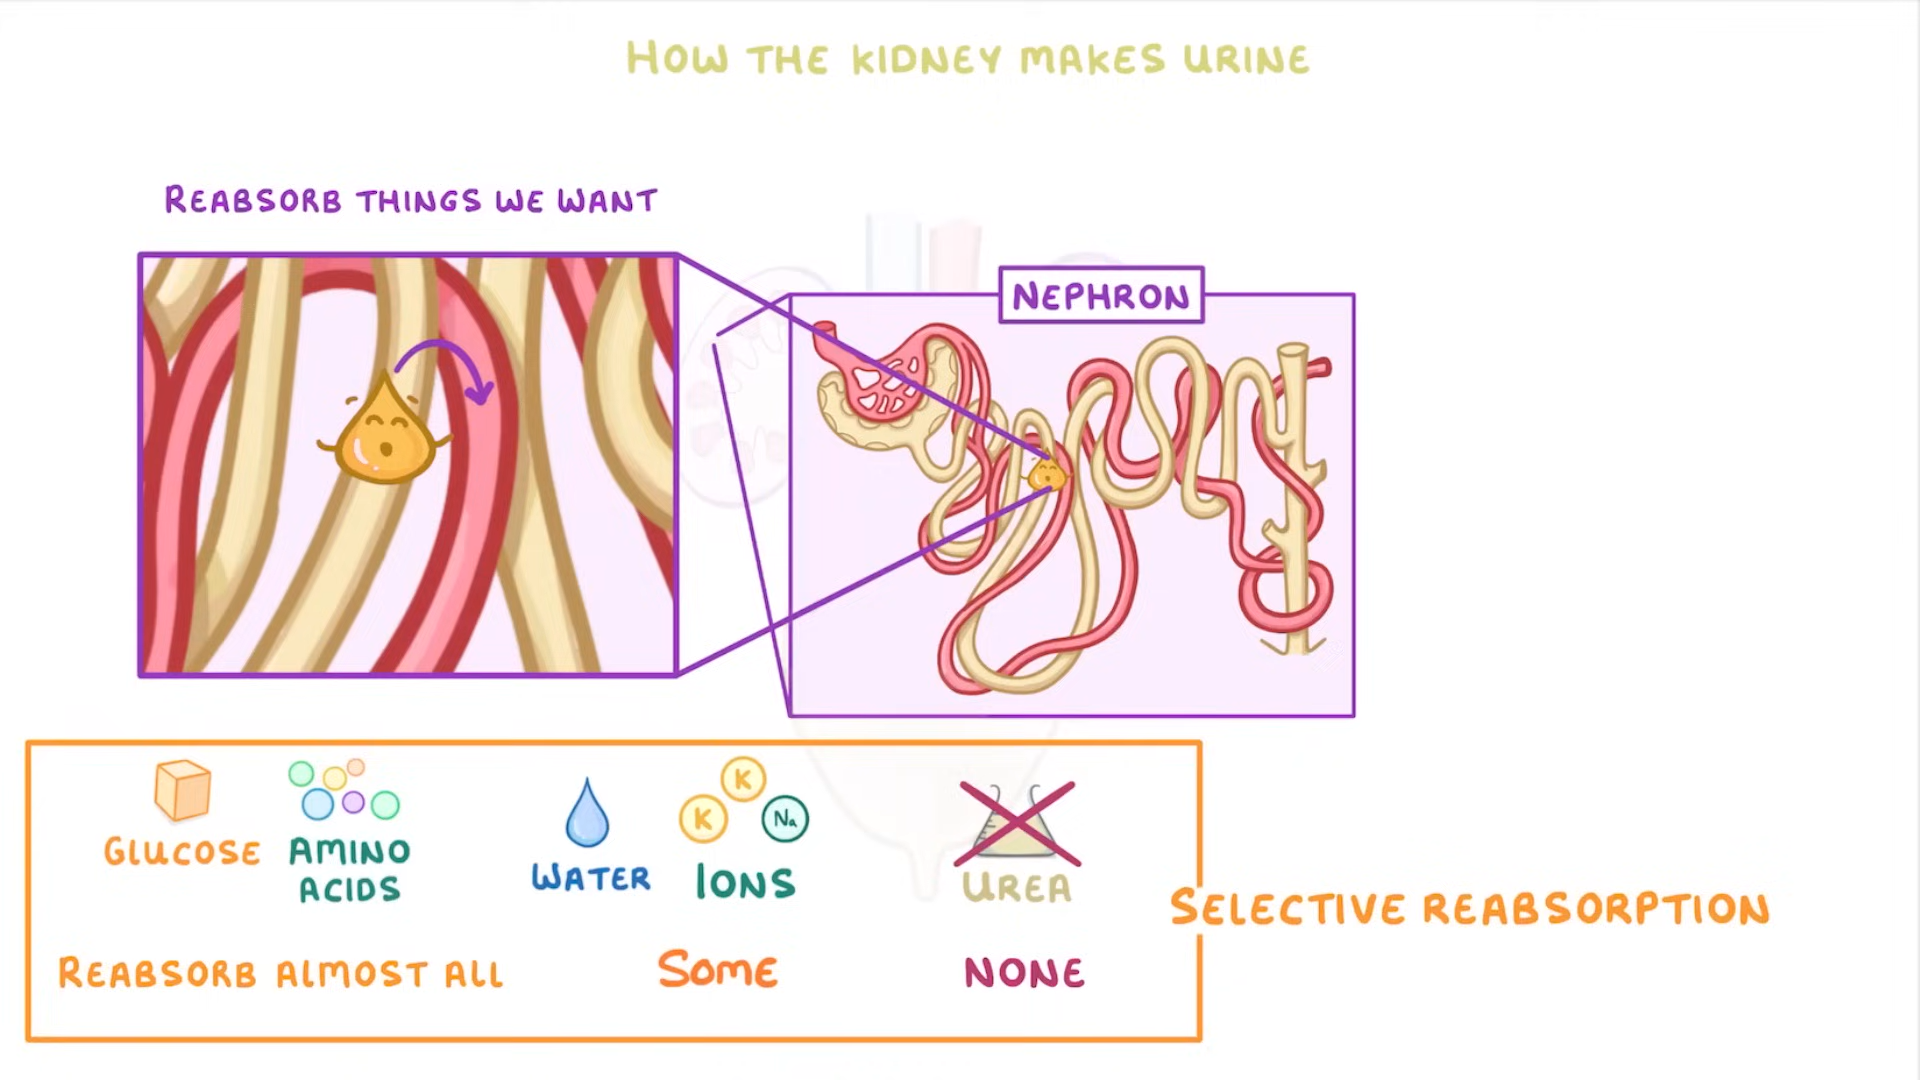 HOW THE KIDNEY MAKES URINE
REABSORB THINGS WE WANT
NEPHRON
K
K
Na
GLUCOSE
AMINO
ACIDS
WATER
IONS
UREA
SELECTIVE REABSORPTION
REABSORB ALMOST ALL
SOME
NONE